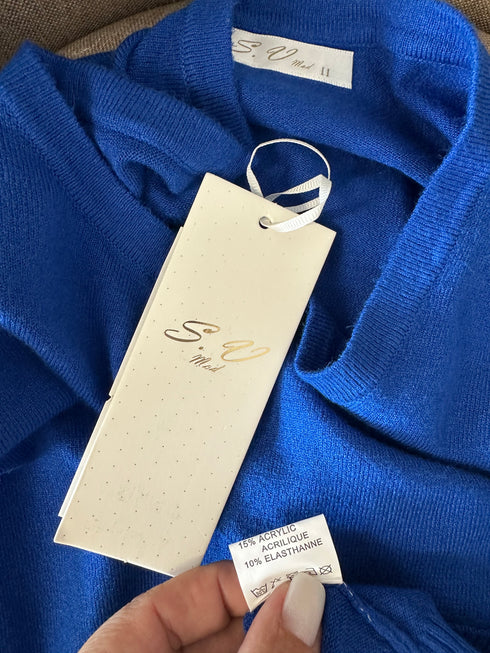 S.V
Mod II
S.V
Mod
15% ACRYLIC
ACRILIQUE
10% ELASTHANNE